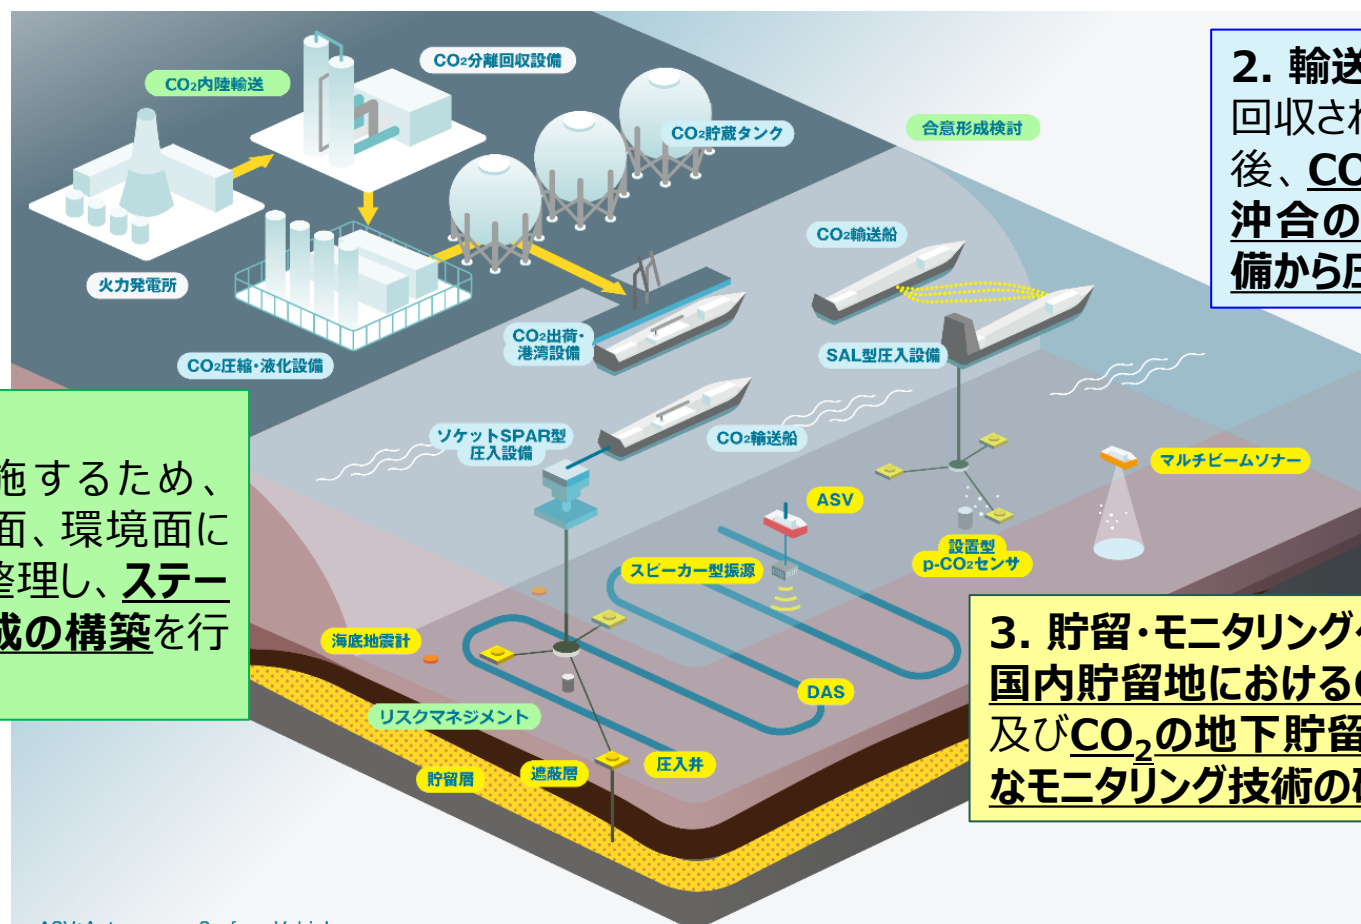 CO₂分離回収設備
CO₂内陸輸送
CO₂貯蔵タンク
合意形成検討
火力発電所
CO₂輸送船
CO₂出荷・
港湾設備
SAL型圧入設備
CO₂圧縮・液化設備
ソケットSPAR型
圧入設備
CO₂輸送船
マルチビームソナー
ASV
設置型
p-CO₂センサ
スピーカー型振源
海底地震計
DAS
リスクマネジメント
圧入井
遮蔽層
貯留層
2. 輸送
回収され
後、CO
沖合の
備から圧
施するため、
面、環境面に
整理し、ステー
成の構築を行
3. 貯留・モニタリング
国内貯留地における
及びCO₂の地下貯留
なモニタリング技術の